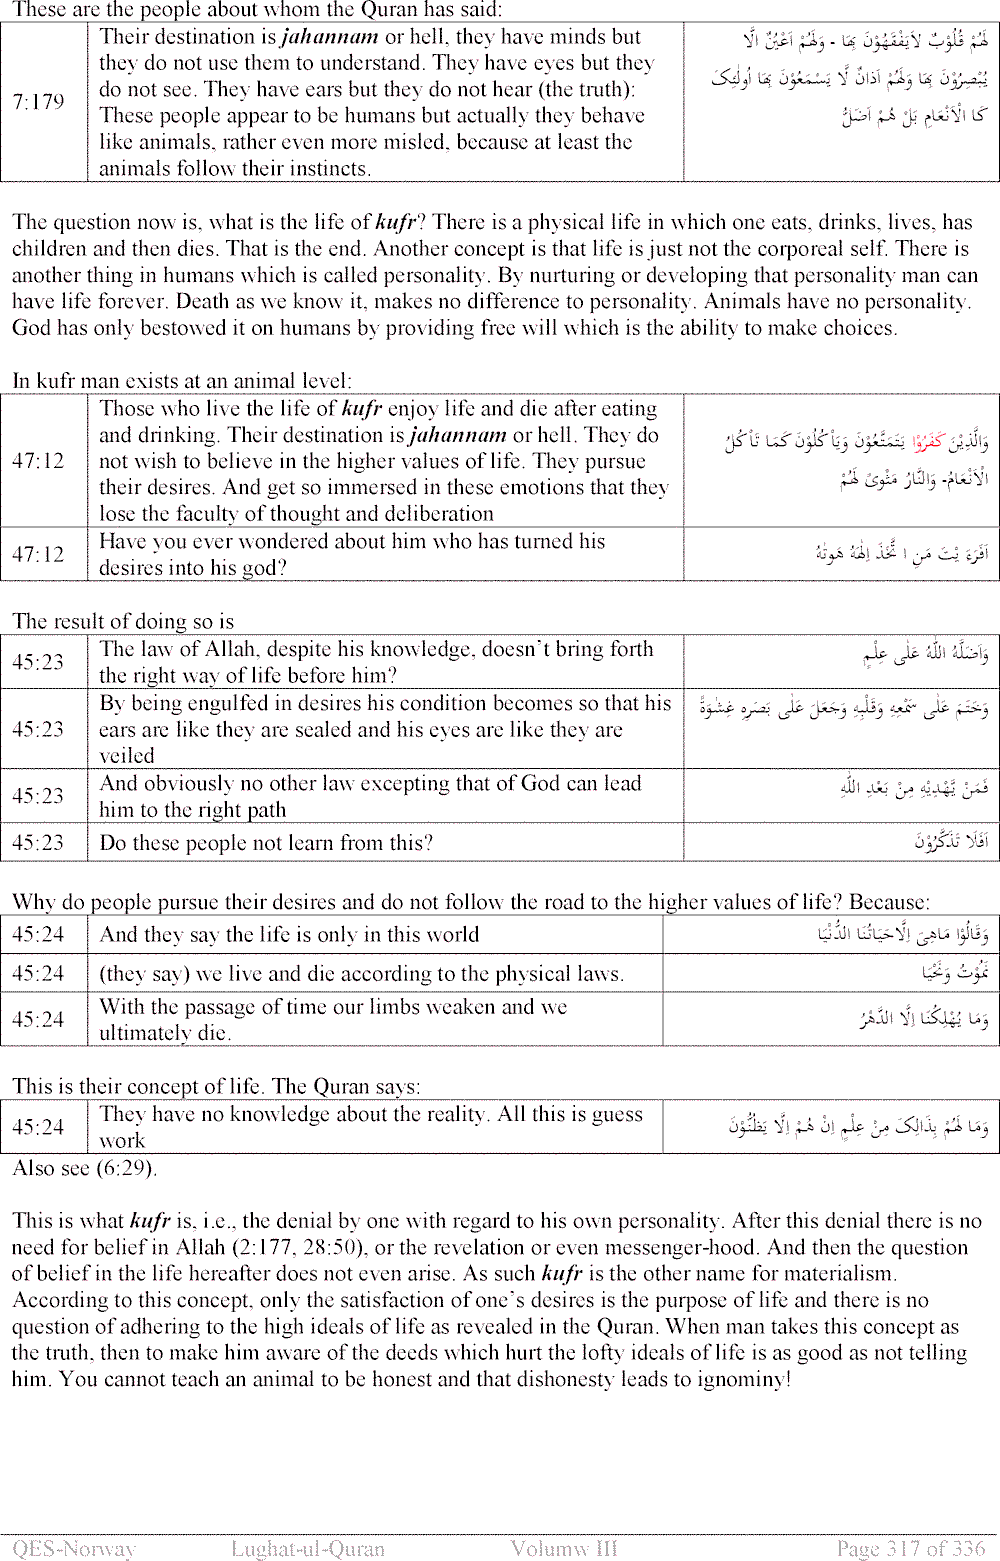 These are the people about whom the Quran has said:
7:179
Their destination is jahannam or hell, they have minds but
they do not use them to understand. They have eyes but they
do not see. They have ears but they do not hear (the truth):
These people appear to be humans but actually they behave
like animals, rather even more misled, because at least the
animals follow their instincts.
لَهُمْ قُلُوْبٌ لَّايَفْقَهُوْنَ بِهَا - وَلَهُمْ اَعْيُنٌ الَّا
يُبْصِرُوْنَ بِهَا وَلَهُمْ اٰذَانٌ لَّا يَسْمَعُوْنَ بِهَا اُولٰئِكَ
كَا الْاَنْعَامِ بَلْ هُمْ اَضَلُّ
The question now is, what is the life of kufr? There is a physical life in which one eats, drinks, lives, has
children and then dies. That is the end. Another concept is that life is just not the corporeal self. There is
another thing in humans which is called personality. By nurturing or developing that personality man can
have life forever. Death as we know it, makes no difference to personality. Animals have no personality.
God has only bestowed it on humans by providing free will which is the ability to make choices.
In kufr man exists at an animal level:
47:12
Those who live the life of kufr enjoy life and die after eating
and drinking. Their destination is jahannam or hell. They do
not wish to believe in the higher values of life. They pursue
their desires. And get so immersed in these emotions that they
lose the faculty of thought and deliberation
وَالَّذِيْنَ كَفَرُوْا يَتَمَتَّعُوْنَ وَيَاْكُلُوْنَ كَمَا تَاْكُلُ
الْاَنْعَامُ- وَالنَّارُ مَثْوًى لَهُمْ
47:12
Have you ever wondered about him who has turned his
desires into his god?
اَفَرَءَ يْتَ مَنِ ا تَّخَذَ اِلٰهَهُ هَوٰىهُ
The result of doing so is
45:23
The law of Allah, despite his knowledge, doesn't bring forth
the right way of life before him?
وَاَضَلَّهُ اللّٰهُ عَلٰى عِلْمٍ
45:23
By being engulfed in desires his condition becomes so that his
ears are like they are sealed and his eyes are like they are
veiled
وَخَتَمَ عَلٰى سَمْعِهٖ وَقَلْبِهٖ وَجَعَلَ عَلٰى بَصَرِهٖ غِشٰوَةً
45:23
And obviously no other law excepting that of God can lead
him to the right path
فَمَنْ يَّهْدِيْهِ مِنْ بَعْدِ اللّٰهِ
45:23
Do these people not learn from this?
اَفَلَا تَذَكَّرُوْنَ
Why do people pursue their desires and do not follow the road to the higher values of life? Because:
45:24
And they say the life is only in this world
وَقَالُوْا مَاهِىَ اِلَّاحَيَاتُنَا الدُّنْيَا
45:24
(they say) we live and die according to the physical laws.
نَمُوْتُ وَنَحْيَا
45:24
With the passage of time our limbs weaken and we
ultimately die.
وَمَا يُهْلِكُنَا اِلَّا الدَّهْرُ
This is their concept of life. The Quran says:
45:24
They have no knowledge about the reality. All this is guess
work
وَمَا لَهُمْ بِذَالِكَ مِنْ عِلْمٍ اِنْ هُمْ اِلَّا يَظُنُّوْنَ
Also see (6:29).
This is what kufr is, i.e., the denial by one with regard to his own personality. After this denial there is no
need for belief in Allah (2:177, 28:50), or the revelation or even messenger-hood. And then the question
of belief in the life hereafter does not even arise. As such kufr is the other name for materialism.
According to this concept, only the satisfaction of one's desires is the purpose of life and there is no
question of adhering to the high ideals of life as revealed in the Quran. When man takes this concept as
the truth, then to make him aware of the deeds which hurt the lofty ideals of life is as good as not telling
him. You cannot teach an animal to be honest and that dishonesty leads to ignominy!
QES-Norway Lughat-ul-Quran Volumw III Page 317 of 336